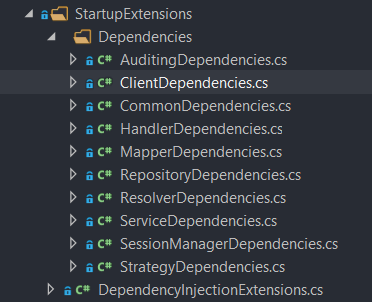 StartupExtensions
Dependencies
C# AuditingDependencies.cs
C# ClientDependencies.cs
C# CommonDependencies.cs
C# HandlerDependencies.cs
C# MapperDependencies.cs
C# RepositoryDependencies.cs
C# ResolverDependencies.cs
C# ServiceDependencies.cs
C# SessionManagerDependencies.cs
C# StrategyDependencies.cs
C# DependencyInjectionExtensions.cs